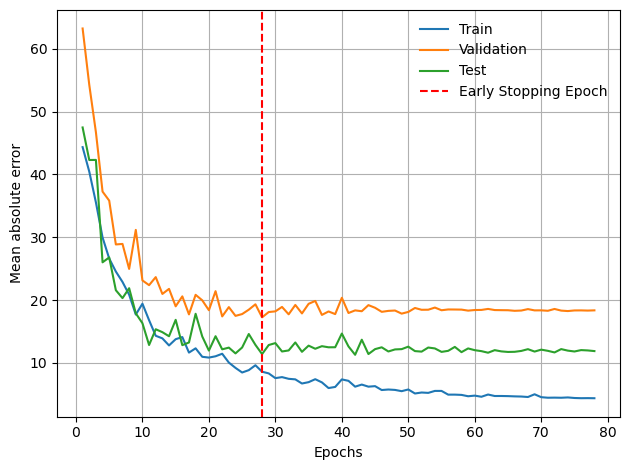 Train
Validation
Test
Early Stopping Epoch
60
50
40
30
20
10
Mean absolute error
0 10 20 30 40 50 60 70 80
Epochs